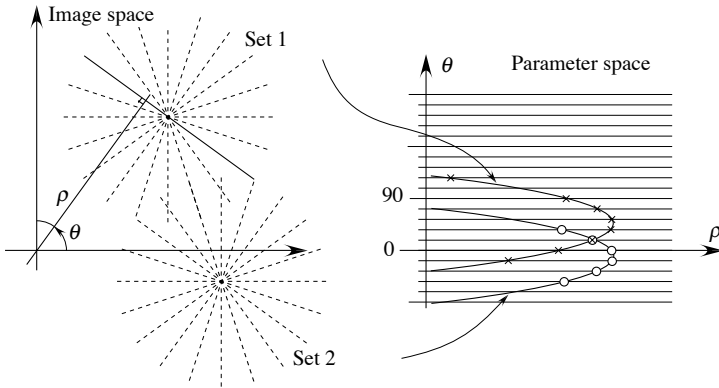 Image space
Set 1
ρ
θ
Set 2
θ
Parameter space
90
0
ρ